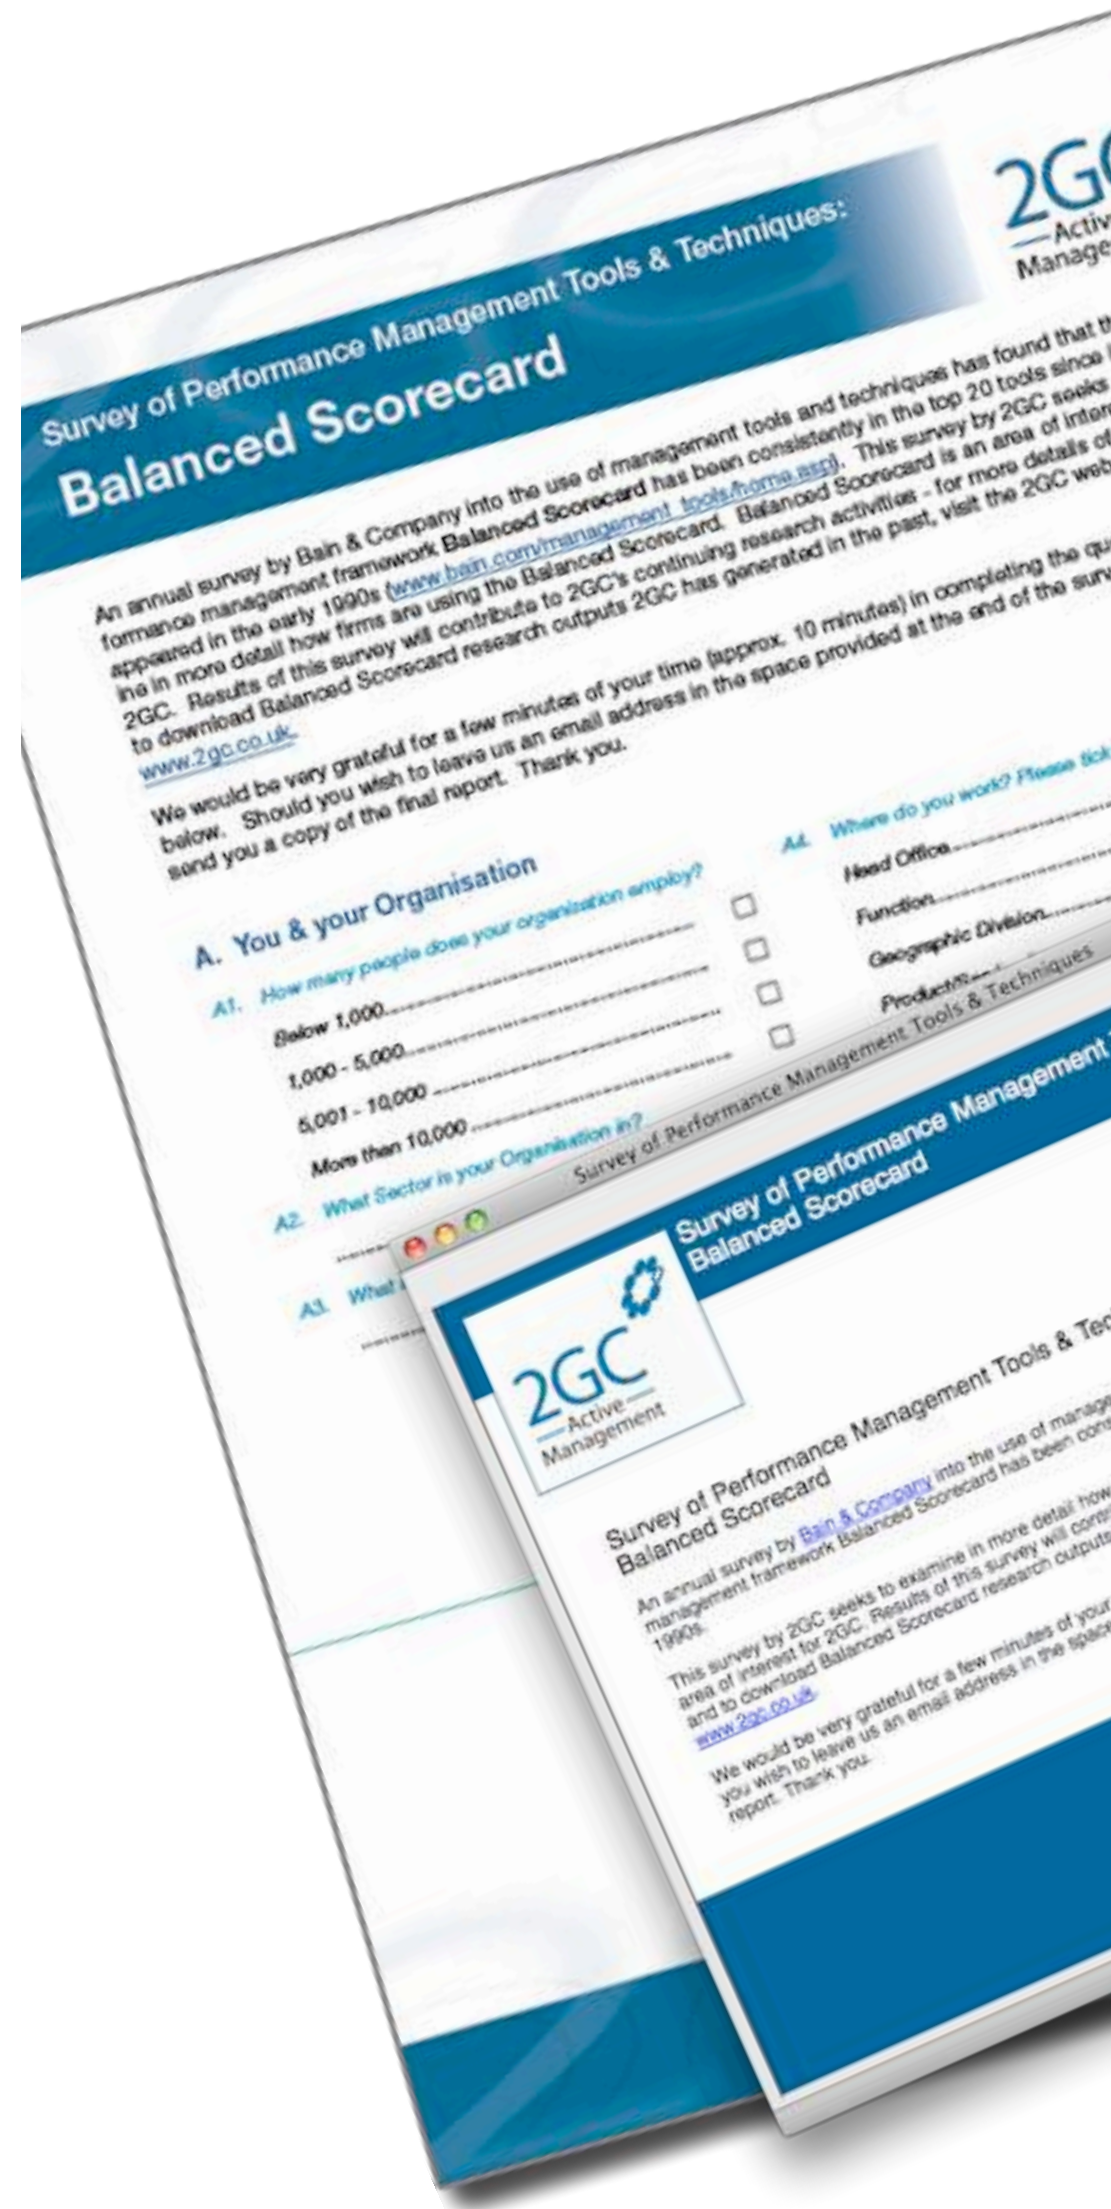 Survey of Performance Management Tools & Techniques:
Balanced Scorecard
2GC
Active
Manage
An annual survey by Bain & Company into the use of management tools and techniques has found that th
formance management framework Balanced Scorecard has been consistently in the top 20 tools since
appeared in the early 1990s (www.bain.com/management_tools/home.asp). This survey by 2GC seeks
ine in more detail how firms are using the Balanced Scorecard. Balanced Scorecard is an area of inter
2GC. Results of this survey will contribute to 2GC's continuing research activities - for more details of
to download Balanced Scorecard research outputs 2GC has generated in the past, visit the 2GC web
www.2gc.co.uk.
We would be very grateful for a few minutes of your time (approx. 10 minutes) in completing the qu
below. Should you wish to leave us an email address in the space provided at the end of the surv
send you a copy of the final report. Thank you.
A. You & your Organisation
A1. How many people does your organisation employ?
Below 1,000
1,000 - 5,000
5,001 - 10,000
More than 10,000
A2. What Sector is your Organisation in?
A3. What
A4. Where do you work? Please tick
Head Office
Function
Geographic Division
Survey of Performance Management Tools & Techniques
Survey of Performance Management
Balanced Scorecard
2GC
Active
Management
Survey of Performance Management Tools & Tec
Balanced Scorecard
An annual survey by Bain & Company into the use of manage
management framework Balanced Scorecard has been cons
1990s.
This survey by 2GC seeks to examine in more detail how
area of interest for 2GC. Results of this survey will contri
and to download Balanced Scorecard research outputs
www.2gc.co.uk.
We would be very grateful for a few minutes of your
you wish to leave us an email address in the space
report. Thank you.